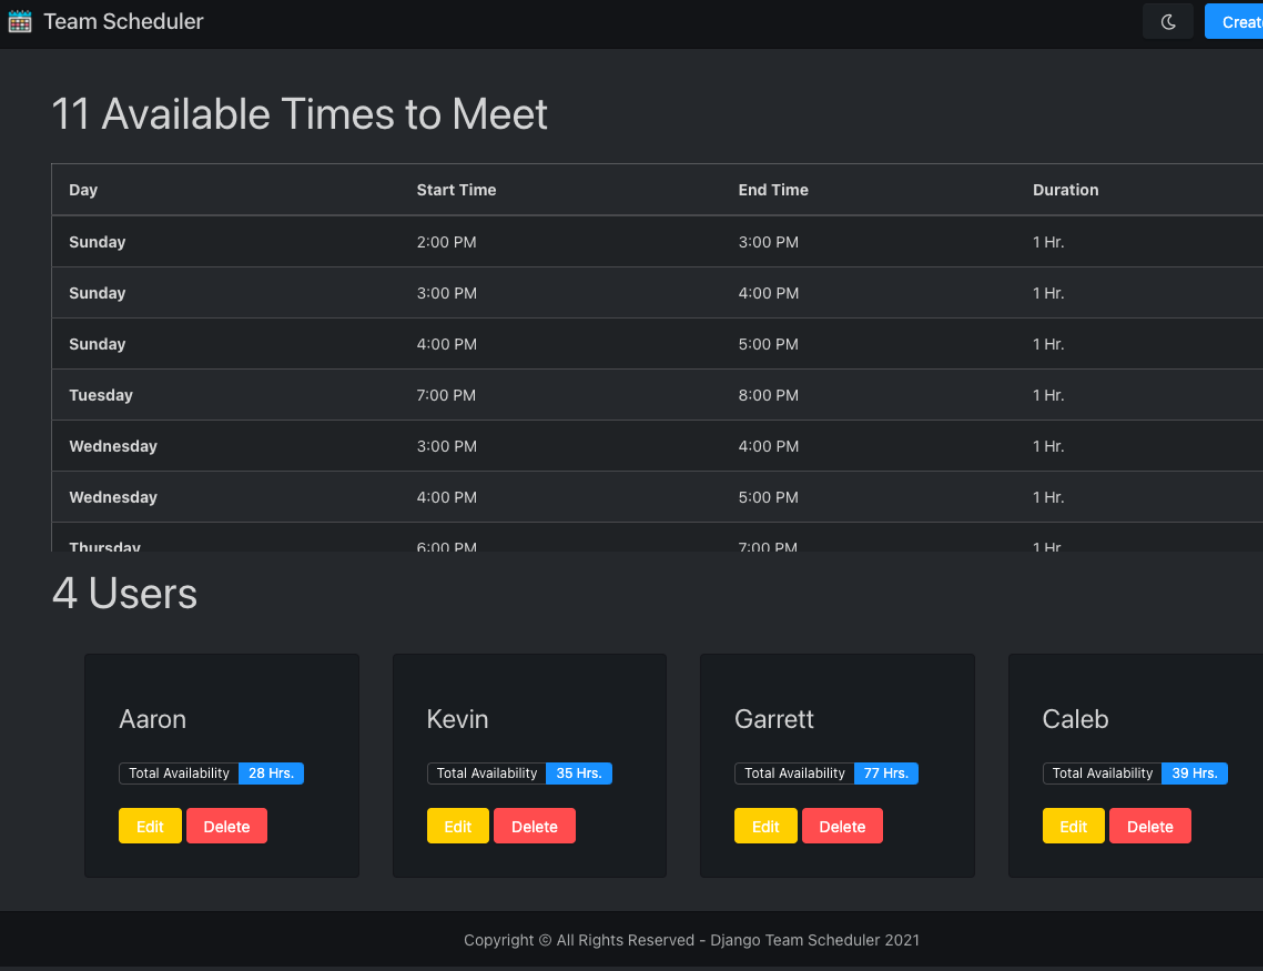 Team Scheduler
Create
11 Available Times to Meet
Day Start Time End Time Duration
Sunday 2:00 PM 3:00 PM 1 Hr.
Sunday 3:00 PM 4:00 PM 1 Hr.
Sunday 4:00 PM 5:00 PM 1 Hr.
Tuesday 7:00 PM 8:00 PM 1 Hr.
Wednesday 3:00 PM 4:00 PM 1 Hr.
Wednesday 4:00 PM 5:00 PM 1 Hr.
Thursday 6:00 PM 7:00 PM 1 Hr.
4 Users
Aaron Kevin Garrett Caleb
Total Availability 28 Hrs. Total Availability 35 Hrs. Total Availability 77 Hrs. Total Availability 39 Hrs.
Edit Delete Edit Delete Edit Delete Edit Delete
Copyright © All Rights Reserved - Django Team Scheduler 2021